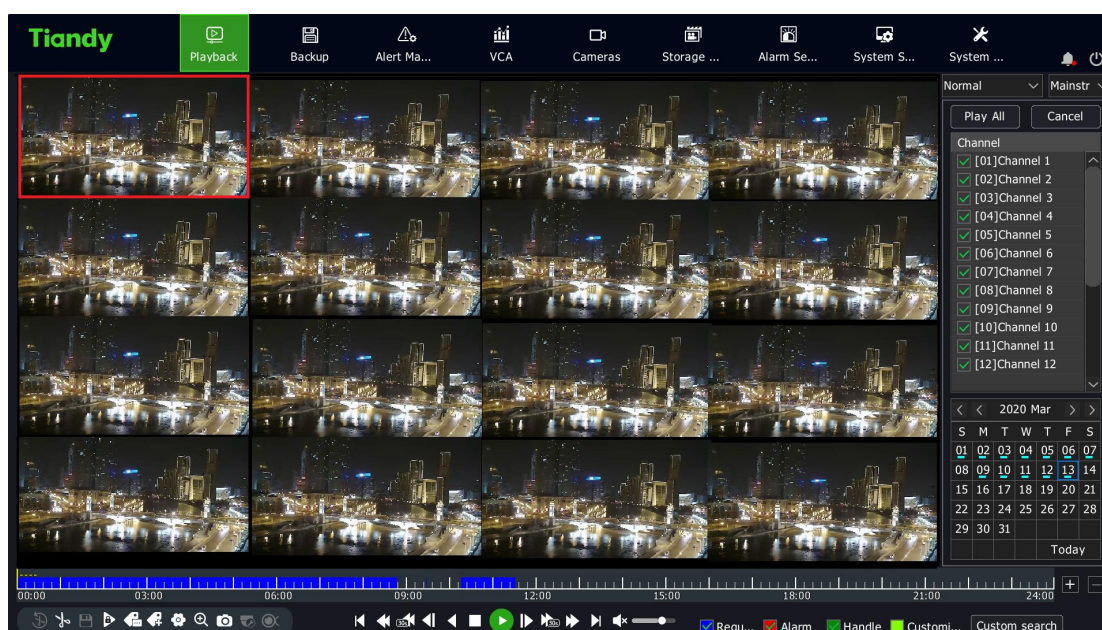 Tiandy
Playback
Backup
Alert Ma...
VCA
Cameras
Storage ...
Alarm Se...
System S...
System ...
Normal
Mainstr
Play All
Cancel
Channel
[01]Channel 1
[02]Channel 2
[03]Channel 3
[04]Channel 4
[05]Channel 5
[06]Channel 6
[07]Channel 7
[08]Channel 8
[09]Channel 9
[10]Channel 10
[11]Channel 11
[12]Channel 12
2020 Mar
S M T W T F S
01 02 03 04 05 06 07
08 09 10 11 12 13 14
15 16 17 18 19 20 21
22 23 24 25 26 27 28
29 30 31
Today
00:00 03:00 06:00 09:00 12:00 15:00 18:00 21:00 24:00
30s 30s
Regu... Alarm Handle Customi... Custom search